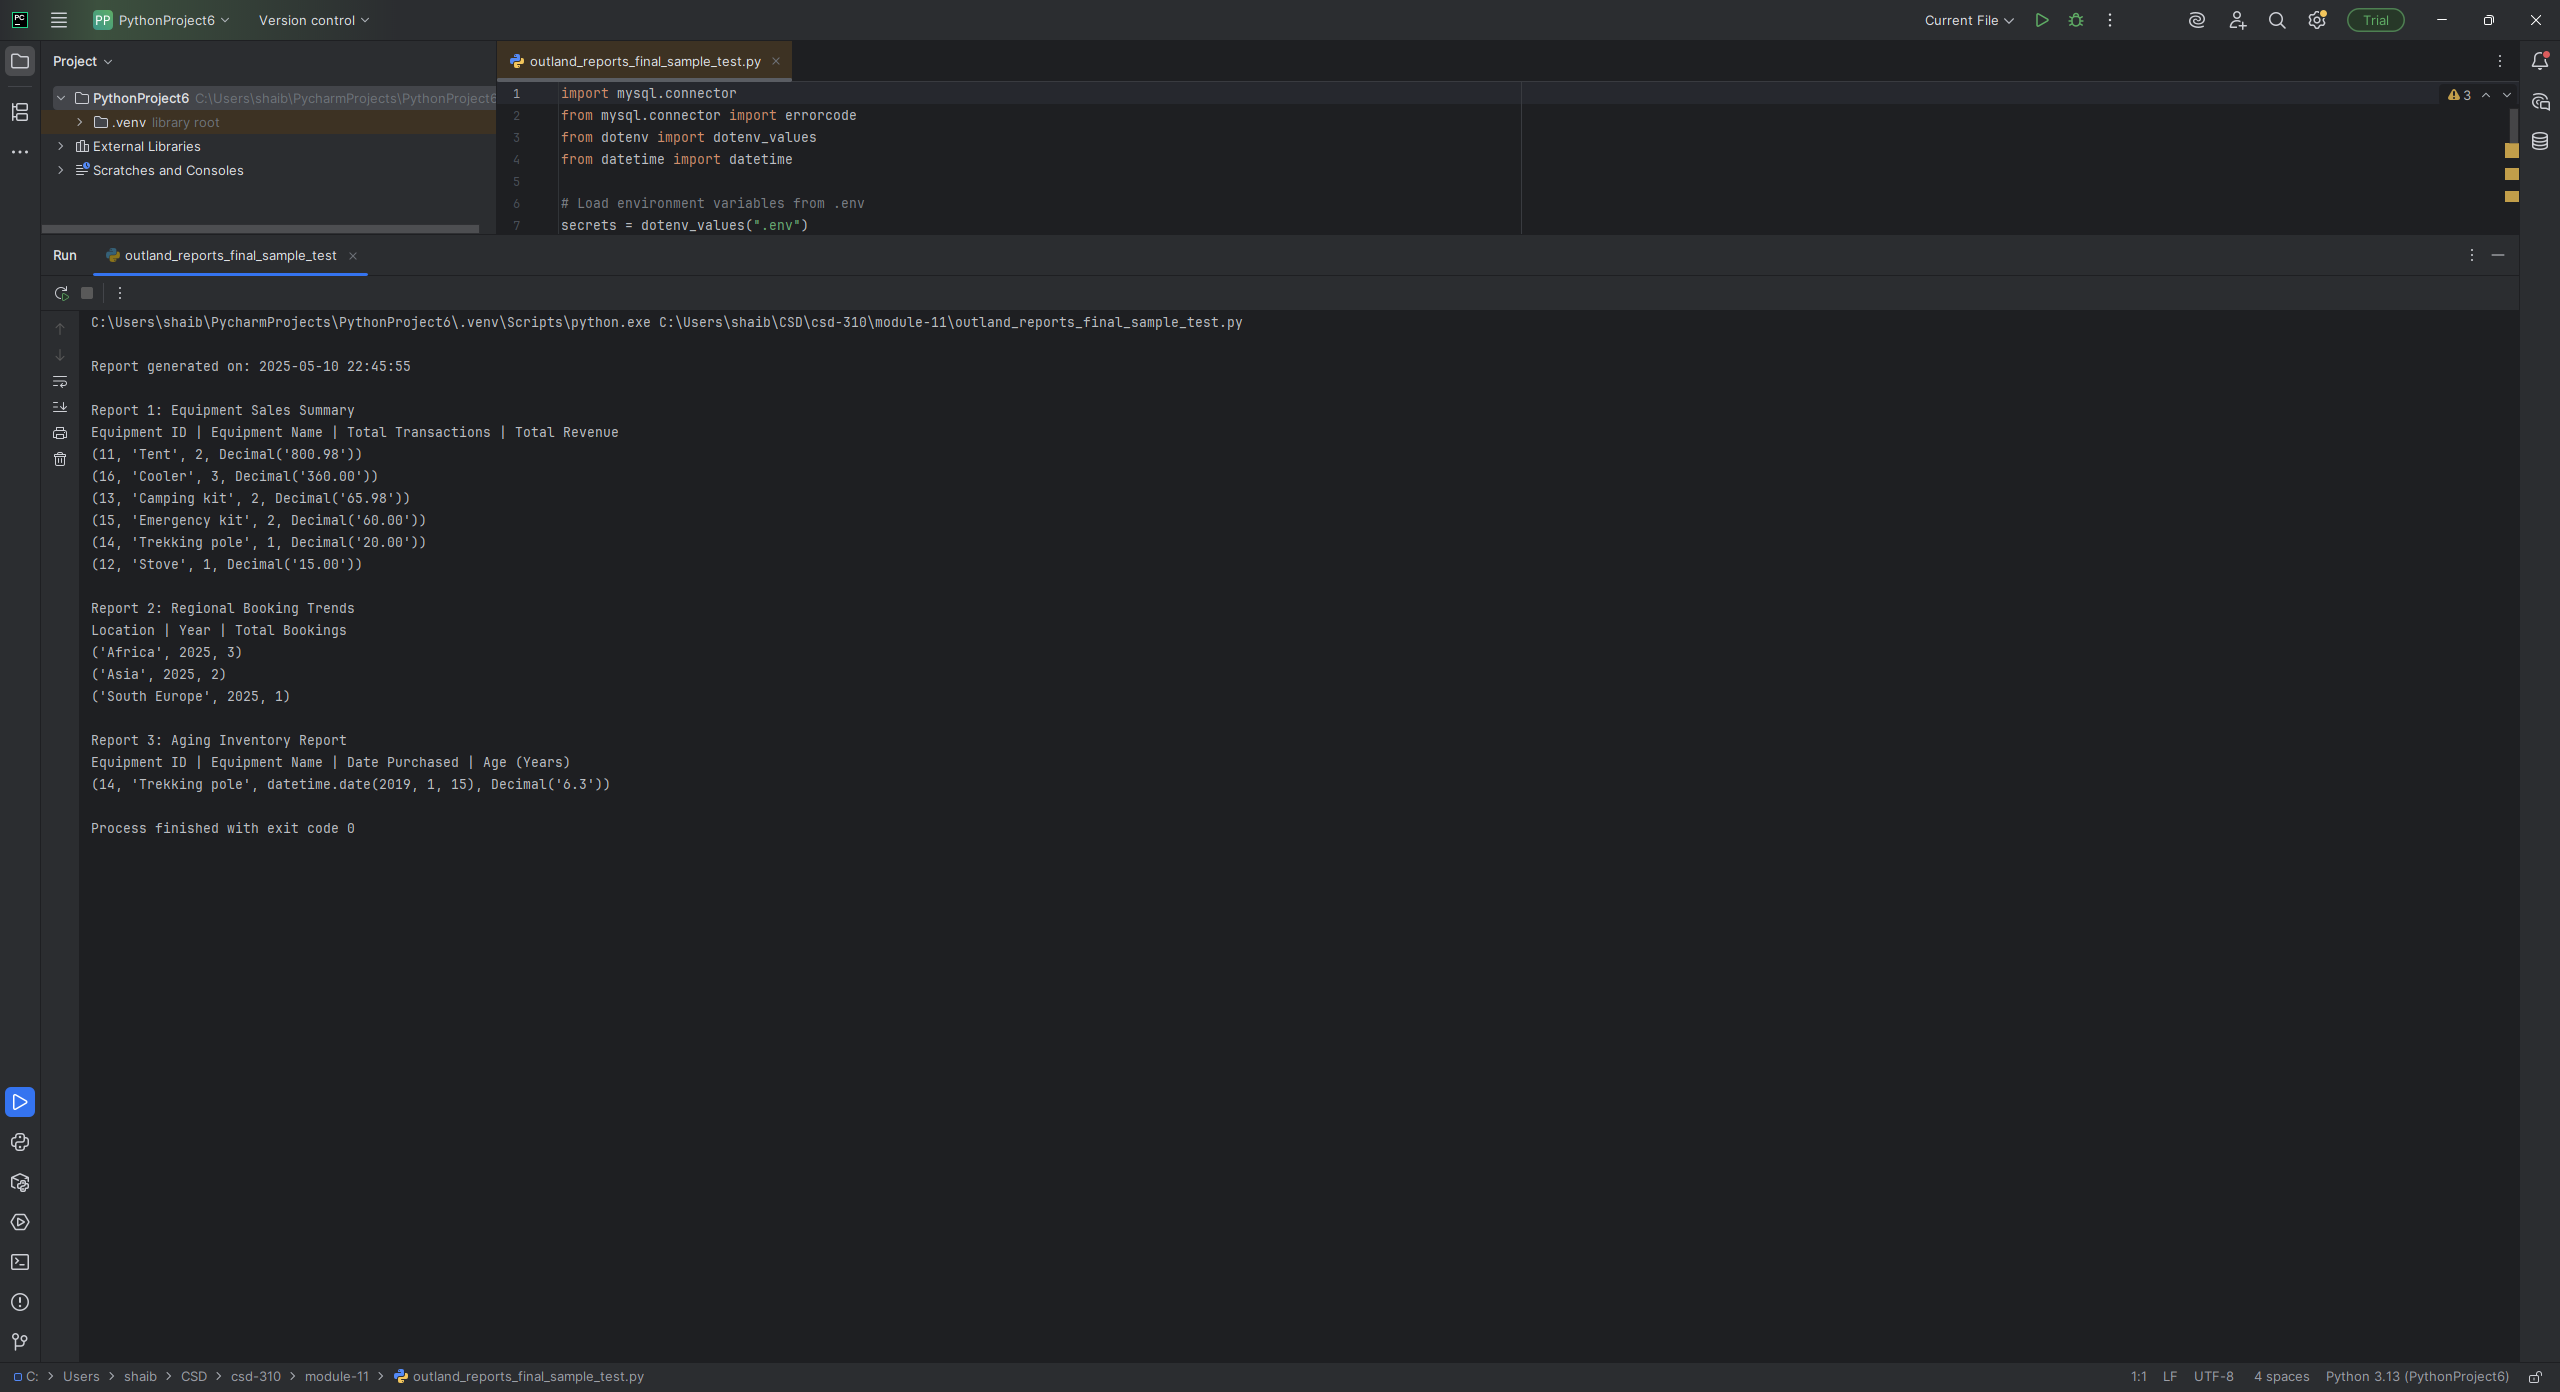 PC
PP PythonProject6 Version control Current File Trial
Project
outland_reports_final_sample_test.py
PythonProject6 C:\Users\shaib\PycharmProjects\PythonProject6
.venv library root
External Libraries
Scratches and Consoles
1 import mysql.connector
2 from mysql.connector import errorcode
3 from dotenv import dotenv_values
4 from datetime import datetime
5
6 # Load environment variables from .env
7 secrets = dotenv_values(".env")
3
Run outland_reports_final_sample_test
C:\Users\shaib\PycharmProjects\PythonProject6\.venv\Scripts\python.exe C:\Users\shaib\CSD\csd-310\module-11\outland_reports_final_sample_test.py
Report generated on: 2025-05-10 22:45:55
Report 1: Equipment Sales Summary
Equipment ID | Equipment Name | Total Transactions | Total Revenue
(11, 'Tent', 2, Decimal('800.98'))
(16, 'Cooler', 3, Decimal('360.00'))
(13, 'Camping kit', 2, Decimal('65.98'))
(15, 'Emergency kit', 2, Decimal('60.00'))
(14, 'Trekking pole', 1, Decimal('20.00'))
(12, 'Stove', 1, Decimal('15.00'))
Report 2: Regional Booking Trends
Location | Year | Total Bookings
('Africa', 2025, 3)
('Asia', 2025, 2)
('South Europe', 2025, 1)
Report 3: Aging Inventory Report
Equipment ID | Equipment Name | Date Purchased | Age (Years)
(14, 'Trekking pole', datetime.date(2019, 1, 15), Decimal('6.3'))
Process finished with exit code 0
C: > Users > shaib > CSD > csd-310 > module-11 > outland_reports_final_sample_test.py
1:1 LF UTF-8 4 spaces Python 3.13 (PythonProject6)